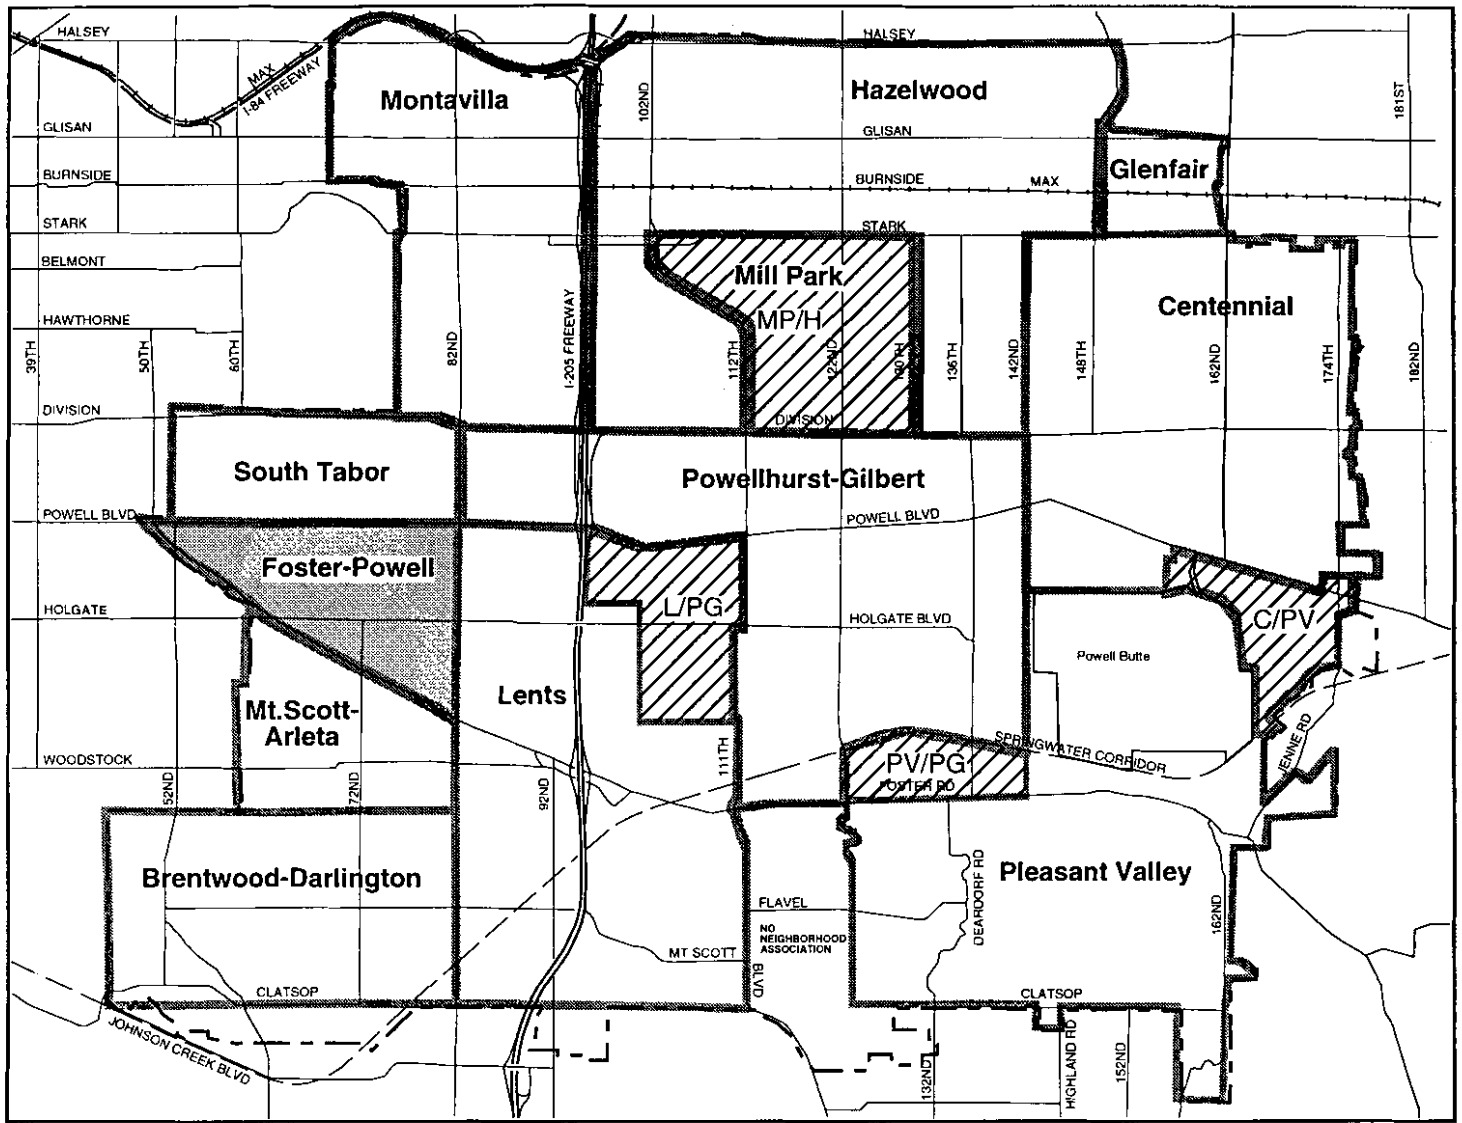 HALSEY
HALSEY
MAX
I-84 FREEWAY
Montavilla
Hazelwood
102ND
181ST
GLISAN
GLISAN
Glenfair
BURNSIDE
BURNSIDE
MAX
STARK
STARK
BELMONT
Mill Park
MP/H
Centennial
HAWTHORNE
39TH
50TH
60TH
82ND
I-205 FREEWAY
112TH
122ND
130TH
136TH
142ND
148TH
162ND
174TH
182ND
DIVISION
DIVISION
South Tabor
Powellhurst-Gilbert
POWELL BLVD
POWELL BLVD
Foster-Powell
L/PG
C/PV
HOLGATE
HOLGATE BLVD
Powell Butte
Lents
Mt.Scott-
Arleta
JENNE RD
SPRINGWATER CORRIDOR
WOODSTOCK
52ND
72ND
92ND
111TH
PV/PG
FOSTER RD
Brentwood-Darlington
Pleasant Valley
DEARDORF RD
162ND
FLAVEL
NO
NEIGHBORHOOD
ASSOCIATION
MT SCOTT
BLVD
CLATSOP
CLATSOP
JOHNSON CREEK BLVD
132ND
HIGHLAND RD
152ND